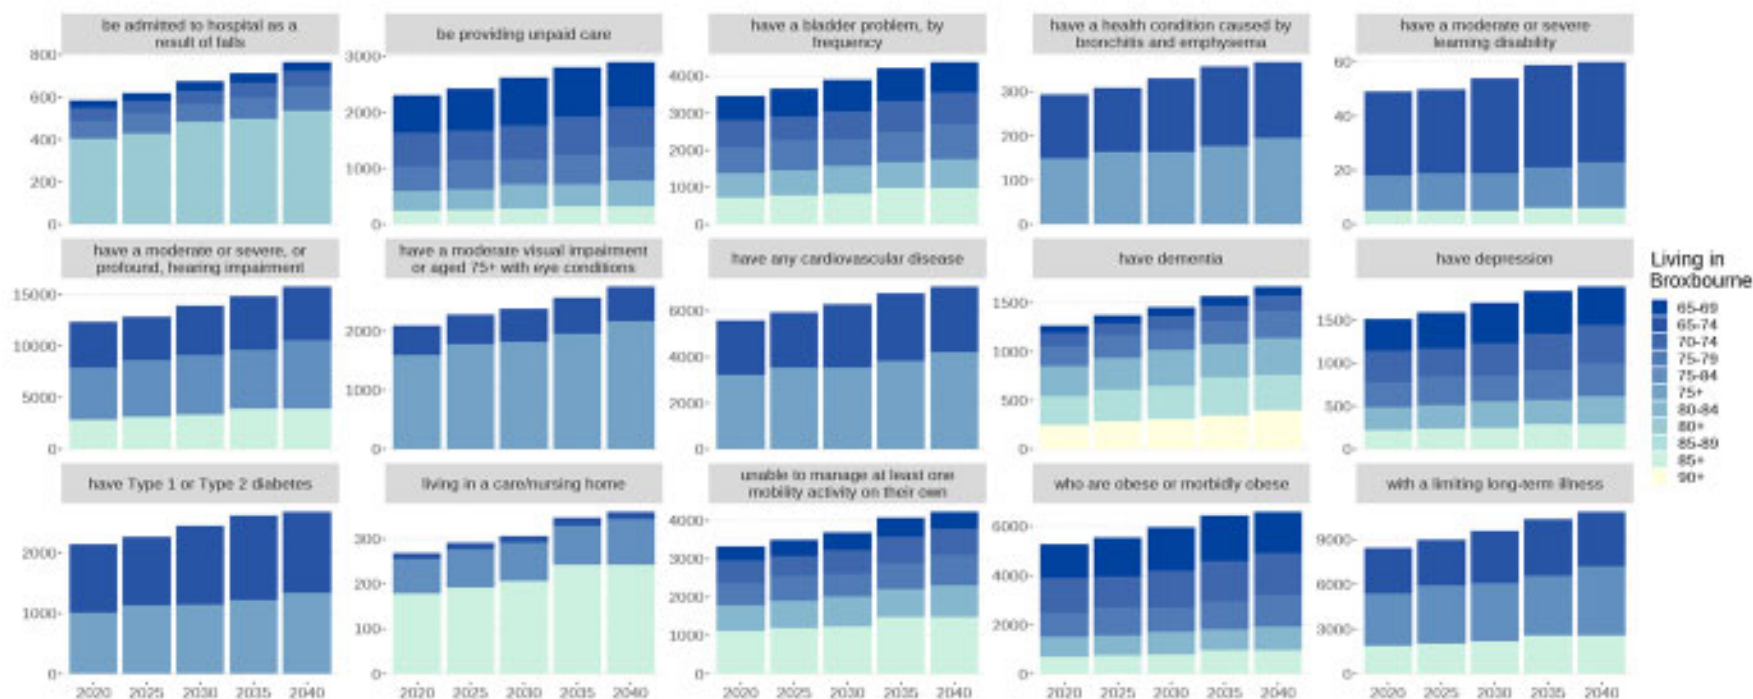 be admitted to hospital as a
result of falls
be providing unpaid care
have a bladder problem, by
frequency
have a health condition caused by
bronchitis and emphysema
have a moderate or severe
learning disability
800
600
400
200
0
3000
2000
1000
0
4000
3000
2000
1000
0
300
200
100
0
60
40
20
0
have a moderate or severe, or
profound, hearing impairment
have a moderate visual impairment
or aged 75+ with eye conditions
have any cardiovascular disease
have dementia
have depression
15000
10000
5000
0
2000
1000
0
6000
4000
2000
0
1500
1000
500
0
1500
1000
500
0
have Type 1 or Type 2 diabetes
living in a care/nursing home
unable to manage at least one
mobility activity on their own
who are obese or morbidly obese
with a limiting long-term illness
2000
1000
0
300
200
100
0
4000
3000
2000
1000
0
6000
4000
2000
0
9000
6000
3000
0
2020 2025 2030 2035 2040
2020 2025 2030 2035 2040
2020 2025 2030 2035 2040
2020 2025 2030 2035 2040
2020 2025 2030 2035 2040
Living in
Broxbourne
65-69
65-74
70-74
75-79
75-84
75+
80-84
80+
85-89
85+
90+